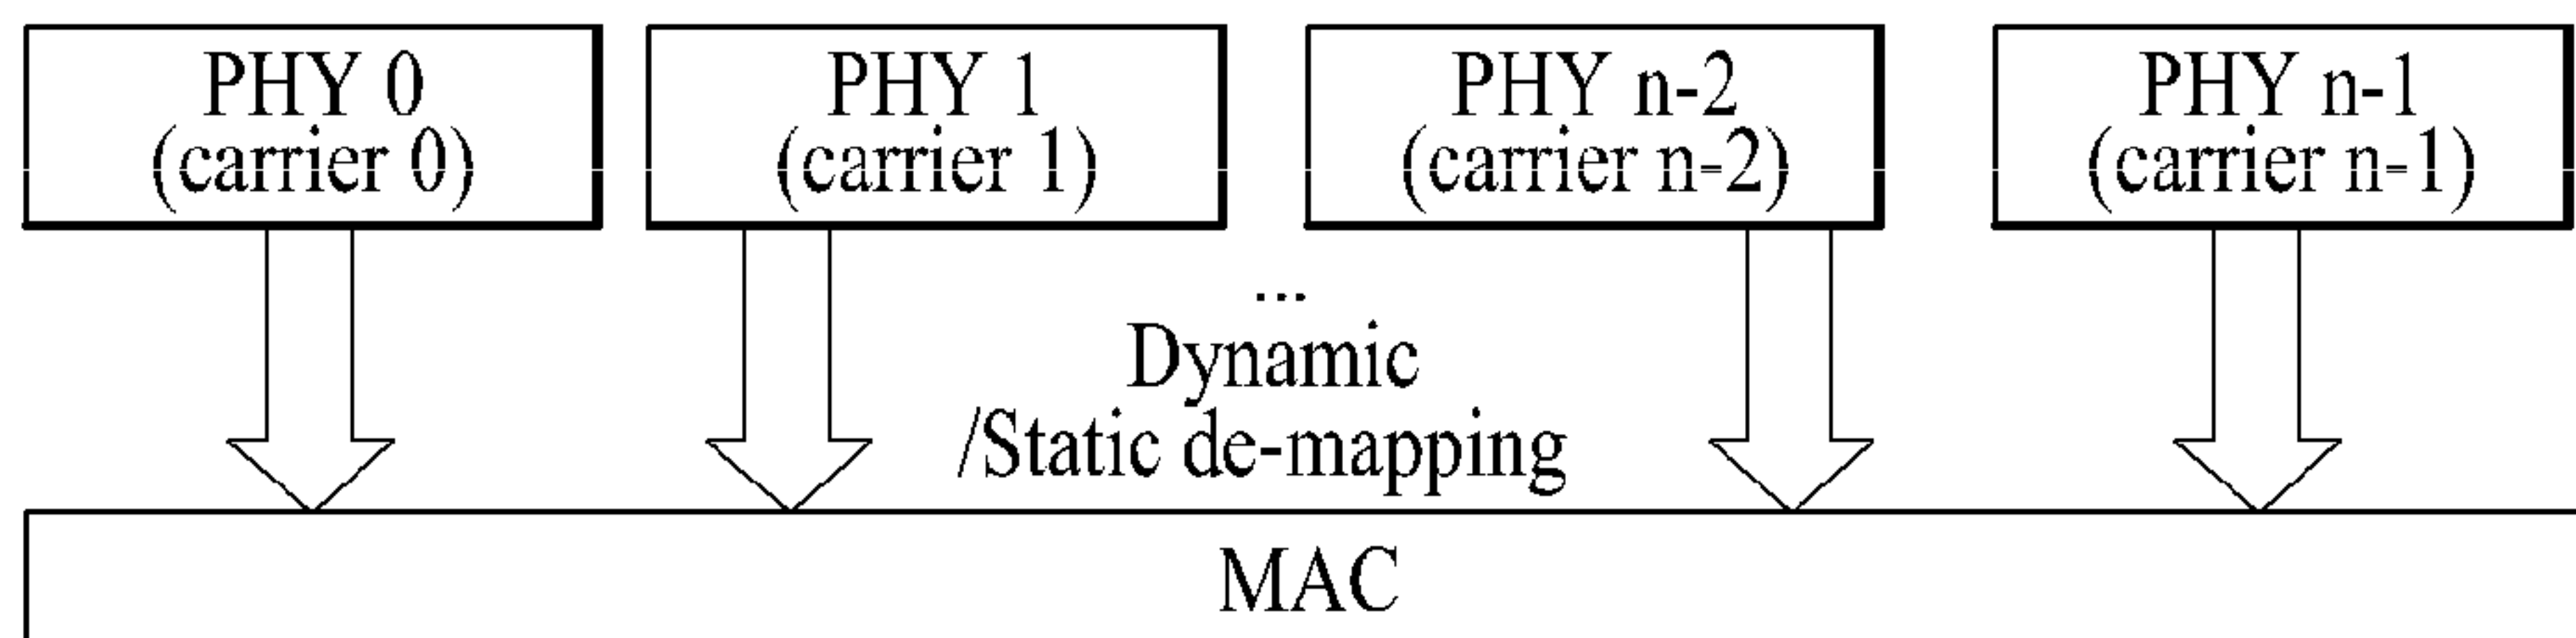 PHY 0
(carrier 0)
PHY 1
(carrier 1)
PHY n-2
(carrier n-2)
PHY n-1
(carrier n-1)
...
Dynamic
/Static de-mapping
MAC